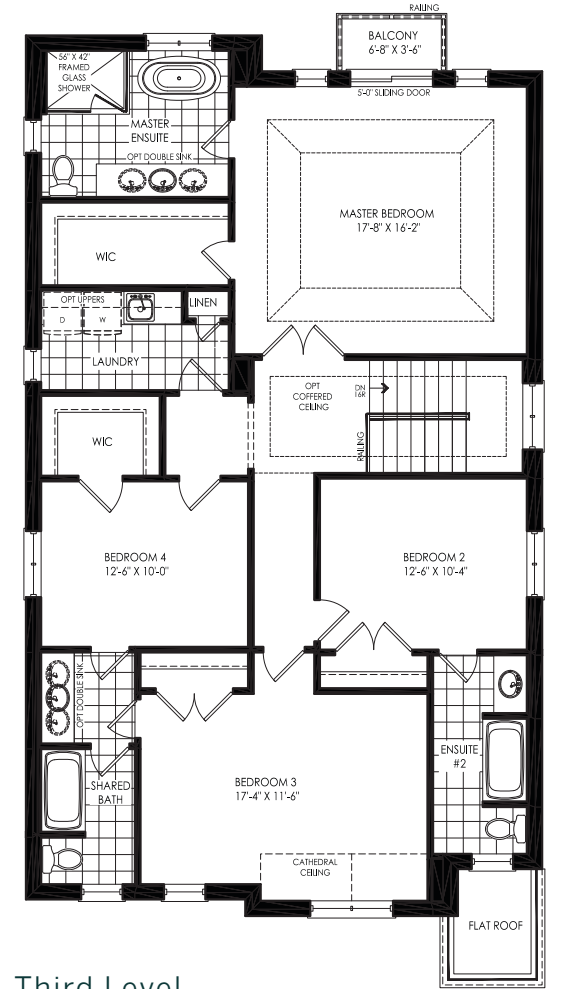 RAILING
BALCONY
6'-8" X 3'-6"
5'-0" SLIDING DOOR
56" X 42"
FRAMED
GLASS
SHOWER
MASTER
ENSUITE
OPT DOUBLE SINK
MASTER BEDROOM
17'-8" X 16'-2"
WIC
OPT UPPERS
D
W
LINEN
LAUNDRY
OPT
COFFERED
CEILING
DN
16R
RAILING
WIC
BEDROOM 4
12'-6" X 10'-0"
BEDROOM 2
12'-6" X 10'-4"
OPT DOUBLE SINK
SHARED
BATH
BEDROOM 3
17'-4" X 11'-6"
ENSUITE
#2
CATHEDRAL
CEILING
FLAT ROOF
Third Level